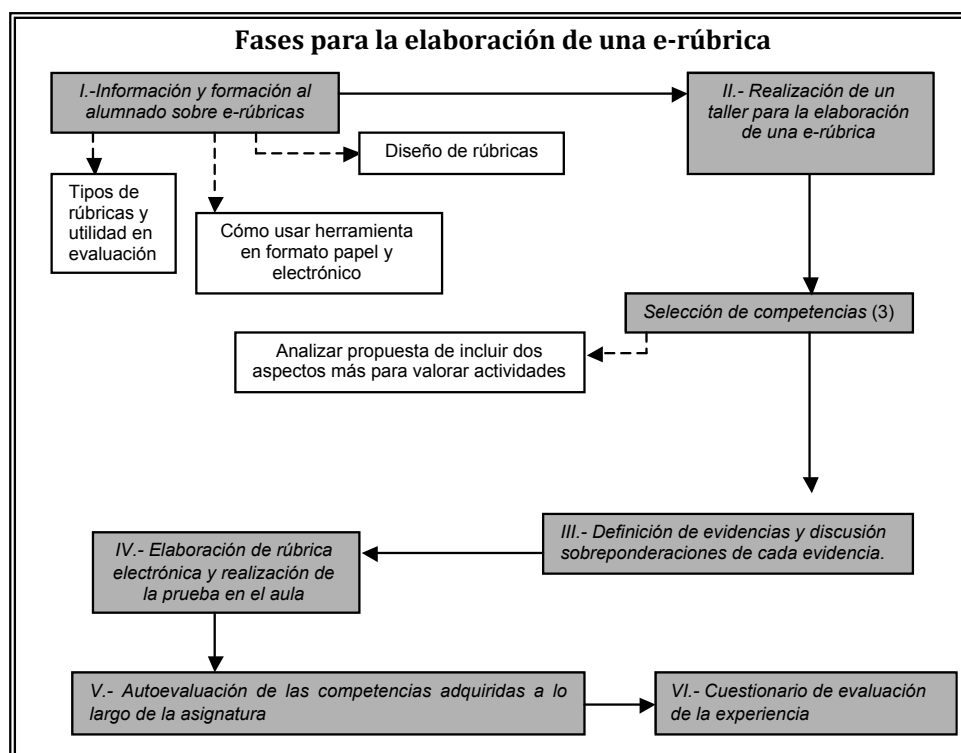 Fases para la elaboración de una e-rúbrica
I.-Información y formación al
alumnado sobre e-rúbricas
II.- Realización de un
taller para la elaboración
de una e-rúbrica
Diseño de rúbricas
Tipos de
rúbricas y
utilidad en
evaluación
Cómo usar herramienta
en formato papel y
electrónico
Selección de competencias (3)
Analizar propuesta de incluir dos
aspectos más para valorar actividades
III.- Definición de evidencias y discusión
sobreponderaciones de cada evidencia.
IV.- Elaboración de rúbrica
electrónica y realización de
la prueba en el aula
V.- Autoevaluación de las competencias adquiridas a lo
largo de la asignatura
VI.- Cuestionario de evaluación
de la experiencia